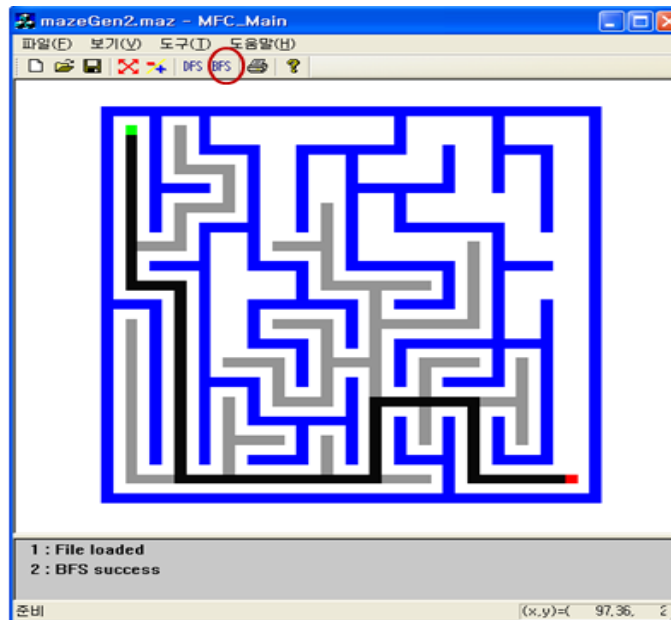 mazeGen2.maz - MFC_Main
파일(F) 보기(V) 도구(T) 도움말(H)
DFS BFS
1 : File loaded
2 : BFS success
준비 (x,y)=( 97,36, 2